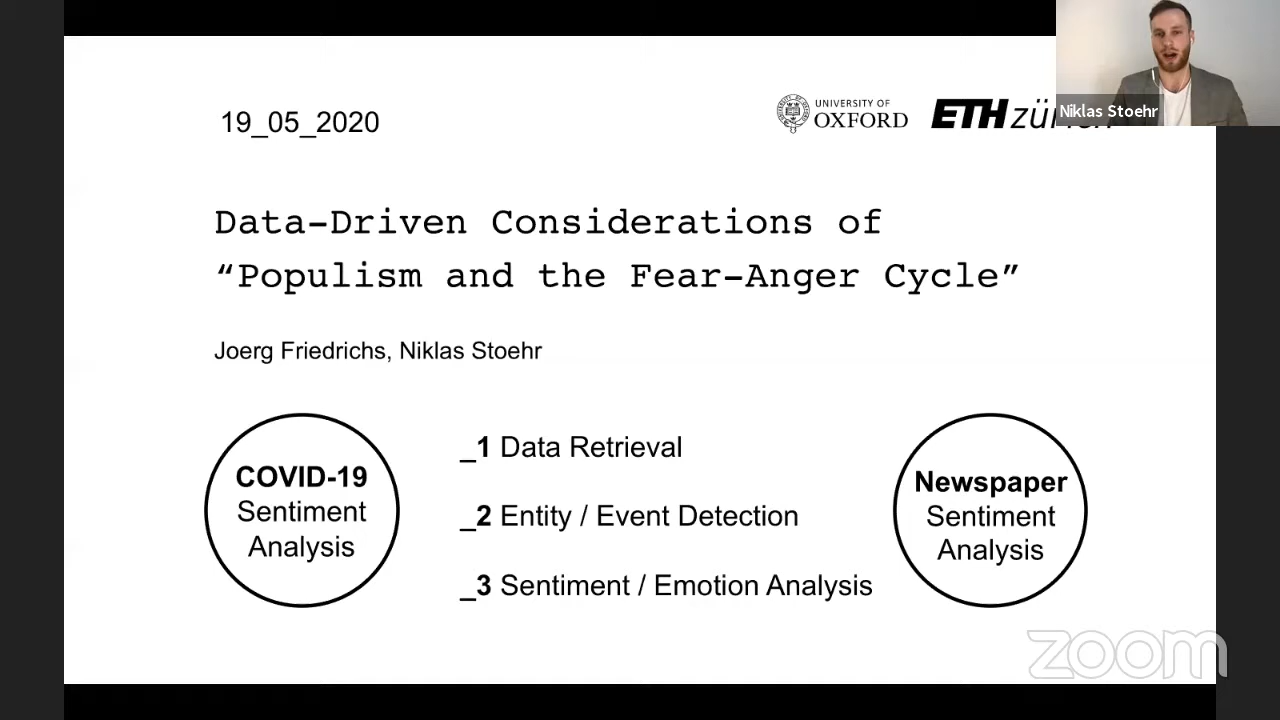 19_05_2020
UNIVERSITY OF
OXFORD
ETH
Niklas Stoehr
Data-Driven Considerations of
“Populism and the Fear-Anger Cycle”
Joerg Friedrichs, Niklas Stoehr
COVID-19
Sentiment
Analysis
_1 Data Retrieval
_2 Entity / Event Detection
_3 Sentiment / Emotion Analysis
Newspaper
Sentiment
Analysis
zoom